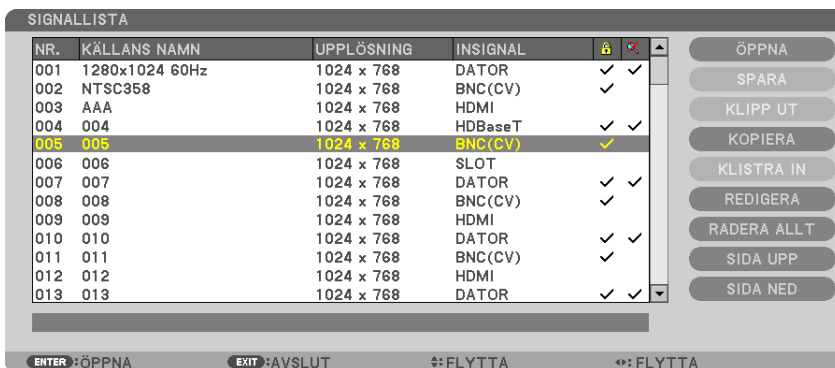 SIGNALLISTA
NR. KÄLLANS NAMN UPPLÖSNING INSIGNAL
001 1280x1024 60Hz 1024 x 768 DATOR
002 NTSC358 1024 x 768 BNC(CV)
003 AAA 1024 x 768 HDMI
004 004 1024 x 768 HDBaseT
005 005 1024 x 768 BNC(CV)
006 006 1024 x 768 SLOT
007 007 1024 x 768 DATOR
008 008 1024 x 768 BNC(CV)
009 009 1024 x 768 HDMI
010 010 1024 x 768 DATOR
011 011 1024 x 768 BNC(CV)
012 012 1024 x 768 HDMI
013 013 1024 x 768 DATOR
ÖPPNA
SPARA
KLIPP UT
KOPIERA
KLISTRA IN
REDIGERA
RADERA ALLT
SIDA UPP
SIDA NED
ENTER :ÖPPNA EXIT :AVSLUT :FLYTTA :FLYTTA